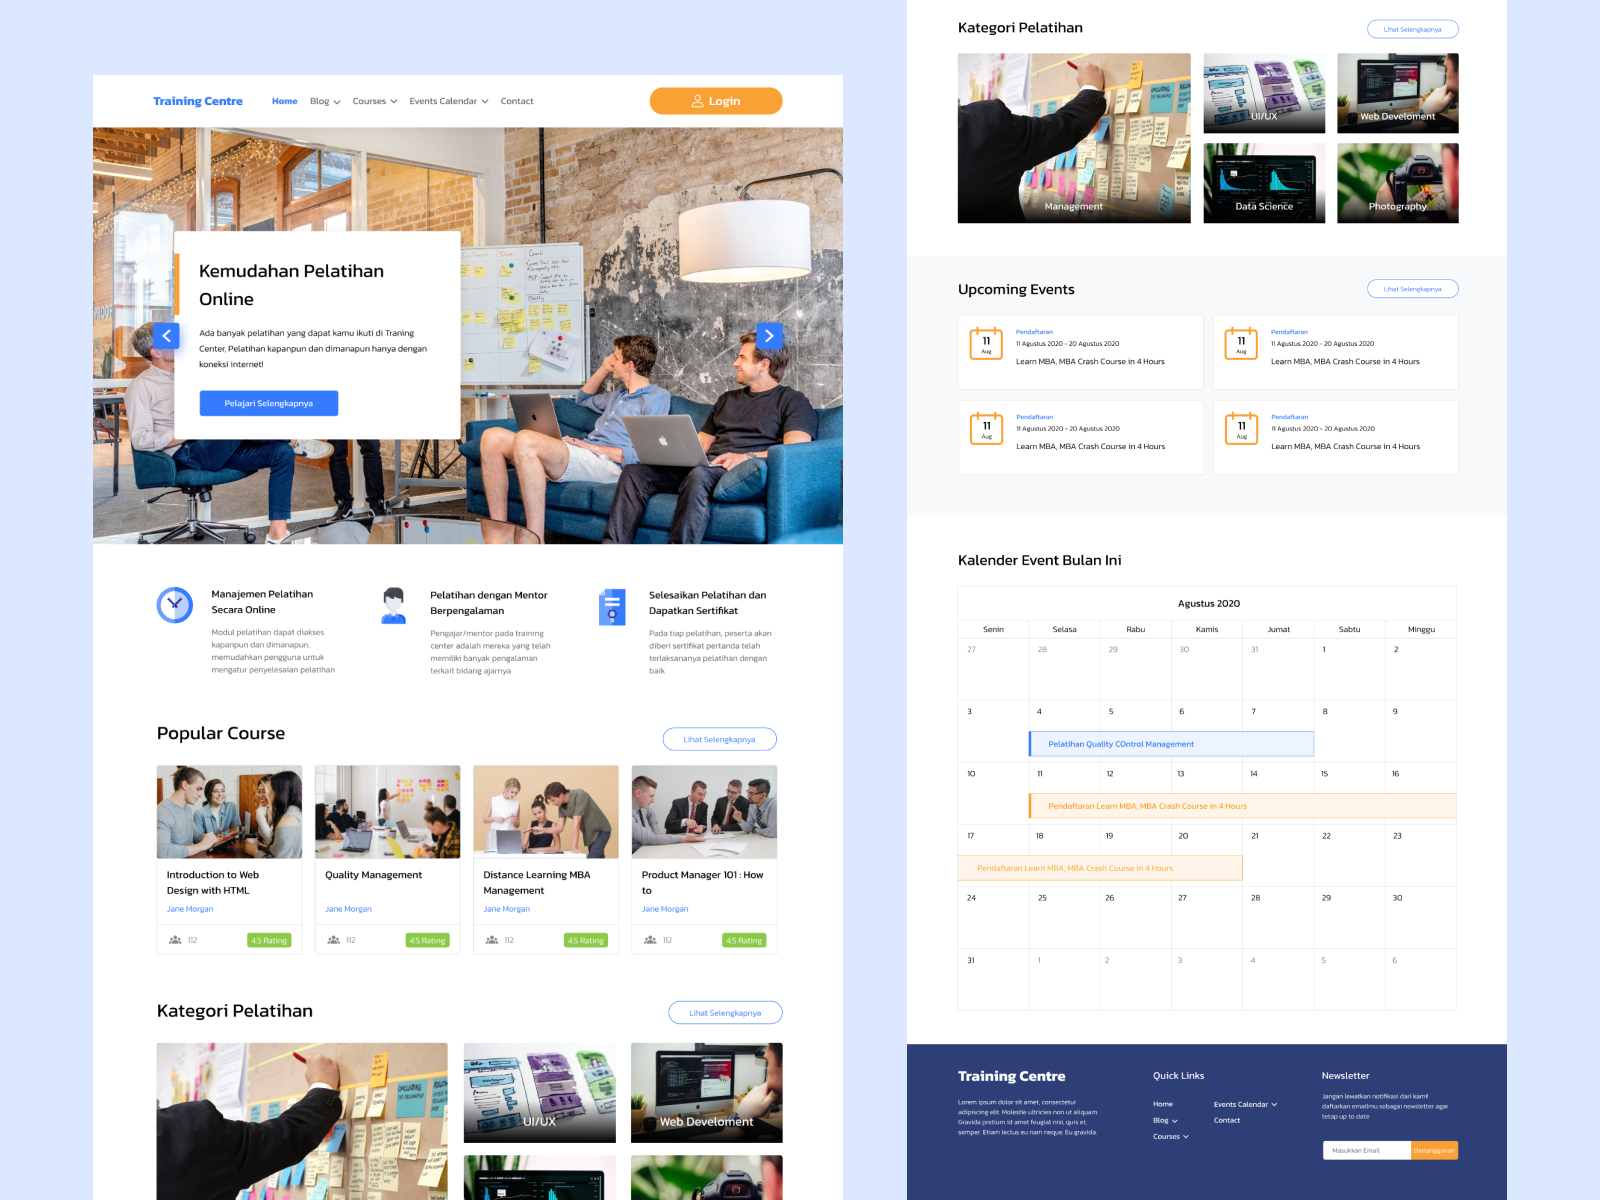 Training Centre
Home
Blog
Courses
Events Calendar
Contact
Login
Kemudahan Pelatihan
Online
Ada banyak pelatihan yang dapat kamu ikuti di Traning
Center, Pelatihan kapanpun dan dimanapun hanya dengan
koneksi internet!
Pelajari Selengkapnya
Manajemen Pelatihan
Secara Online
Modul pelatihan dapat diakses
kapanpun dan dimanapun,
memudahkan pengguna untuk
mengatur penyelesaian pelatihan
Pelatihan dengan Mentor
Berpengalaman
Pengajar/mentor pada training
center adalah mereka yang telah
memiliki banyak pengalaman
terkait bidang ajarnya
Selesaikan Pelatihan dan
Dapatkan Sertifikat
Pada tiap pelatihan, peserta akan
diberi sertifikat pertanda telah
terlaksananya pelatihan dengan
baik
Popular Course
Lihat Selengkapnya
Introduction to Web
Design with HTML
Jane Morgan
112
4.5 Rating
Quality Management
Jane Morgan
112
4.5 Rating
Distance Learning MBA
Management
Jane Morgan
112
4.5 Rating
Product Manager 101 : How
to
Jane Morgan
112
4.5 Rating
Kategori Pelatihan
Lihat Selengkapnya
UI/UX
Web Develoment
Kategori Pelatihan
Lihat Selengkapnya
Management
UI/UX
Web Develoment
Data Science
Photography
Upcoming Events
Lihat Selengkapnya
11
Aug
Pendaftaran
11 Agustus 2020 - 20 Agustus 2020
Learn MBA, MBA Crash Course in 4 Hours
11
Aug
Pendaftaran
11 Agustus 2020 - 20 Agustus 2020
Learn MBA, MBA Crash Course in 4 Hours
11
Aug
Pendaftaran
11 Agustus 2020 - 20 Agustus 2020
Learn MBA, MBA Crash Course in 4 Hours
11
Aug
Pendaftaran
11 Agustus 2020 - 20 Agustus 2020
Learn MBA, MBA Crash Course in 4 Hours
Kalender Event Bulan Ini
Agustus 2020
Senin Selasa Rabu Kamis Jumat Sabtu Minggu
27 28 29 30 31 1 2
3 4 5 6 7 8 9
Pelatihan Quality COntrol Management
10 11 12 13 14 15 16
Pendaftaran Learn MBA, MBA Crash Course in 4 Hours
17 18 19 20 21 22 23
Pendaftaran Learn MBA, MBA Crash Course in 4 Hours
24 25 26 27 28 29 30
31 1 2 3 4 5 6
Training Centre
Lorem ipsum dolor sit amet, consectetur
adipiscing elit. Molestie ultricies non ut aliquam.
Gravida pretium id amet feugiat nisi, quis et,
semper. Etiam lectus eu nam neque. Eu gravida.
Quick Links
Home
Blog
Courses
Events Calendar
Contact
Newsletter
Jangan lewatkan notifikasi dari kami!
daftarkan emailmu sebagai newsletter agar
tetap up to date
Masukkan Email
Berlangganan